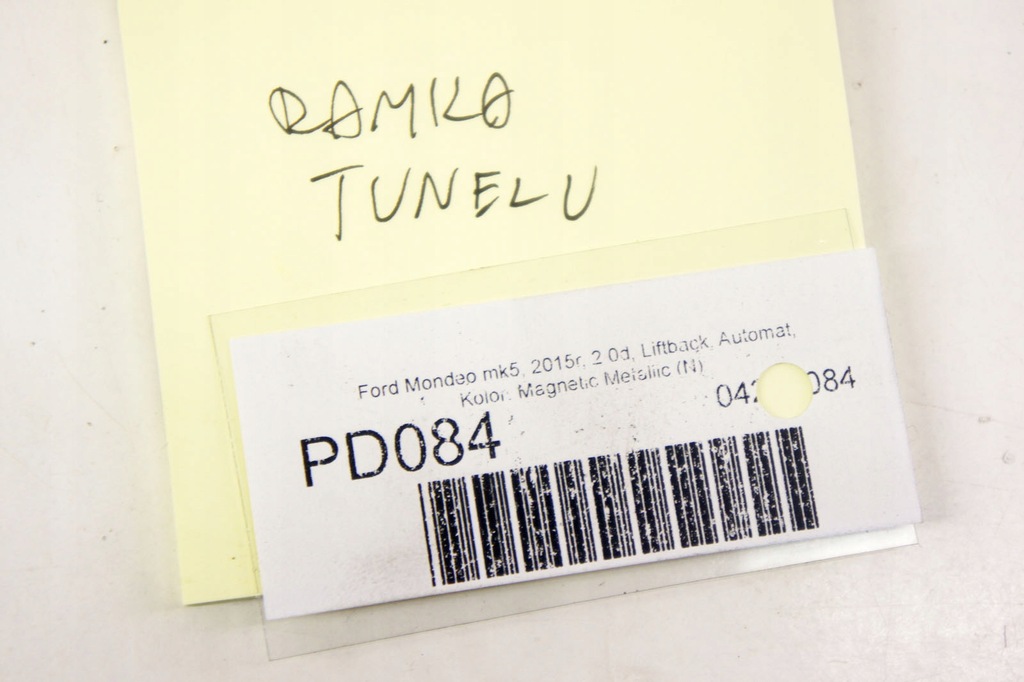 RAMKA
TUNELU
Ford Mondeo mk5, 2015r, 2.0d, Liftback, Automat,
Kolor: Magnetic Metallic (N)
PD084